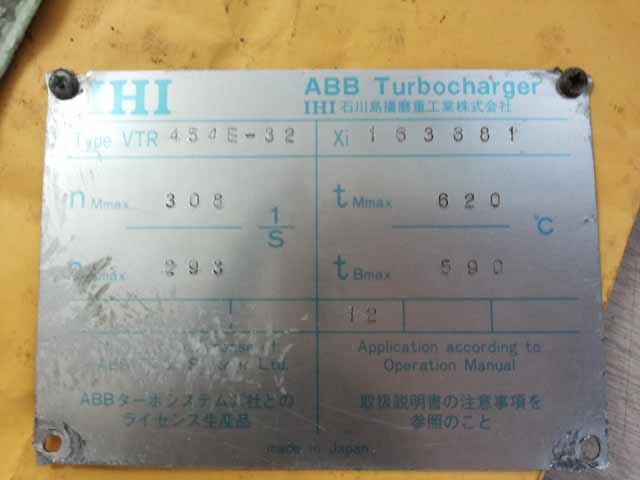 IHI
ABB Turbocharger
IHI 石川島播磨重工業株式会社
Type VTR 454E-32
Xi 163681
n Mmax 308
1/S
t Mmax 620
°C
Bmax 293
t Bmax 590
12
Application according to
Operation Manual
ABBターボシステム会社との
ライセンス生産品
取扱説明書の注意事項を
参照のこと
made in Japan